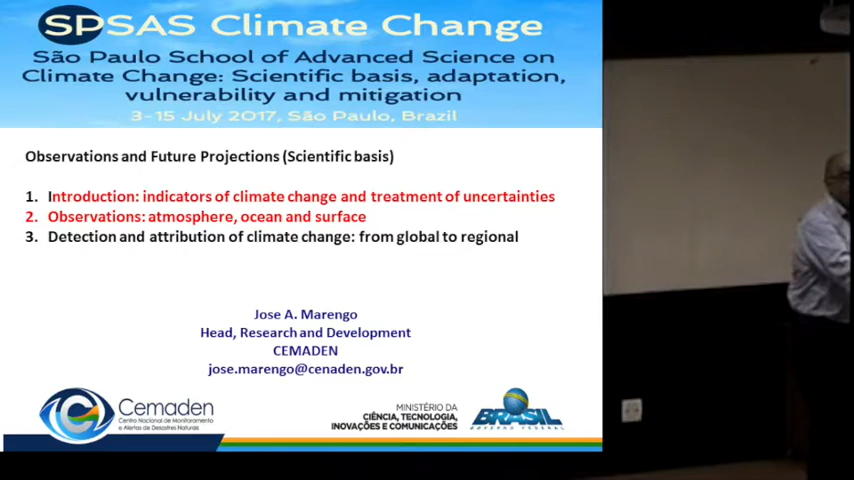 SPSAS Climate Change
São Paulo School of Advanced Science on
Climate Change: Scientific basis, adaptation,
vulnerability and mitigation
3-15 July 2017, São Paulo, Brazil
Observations and Future Projections (Scientific basis)
1. Introduction: indicators of climate change and treatment of uncertainties
2. Observations: atmosphere, ocean and surface
3. Detection and attribution of climate change: from global to regional
Jose A. Marengo
Head, Research and Development
CEMADEN
jose.marengo@cenaden.gov.br
Cemaden
Centro Nacional de Monitoramento
e Alertas de Desastres Naturais
MINISTÉRIO DA
CIÊNCIA, TECNOLOGIA,
INOVAÇÕES E COMUNICAÇÕES
BRASIL
GOVERNO FEDERAL